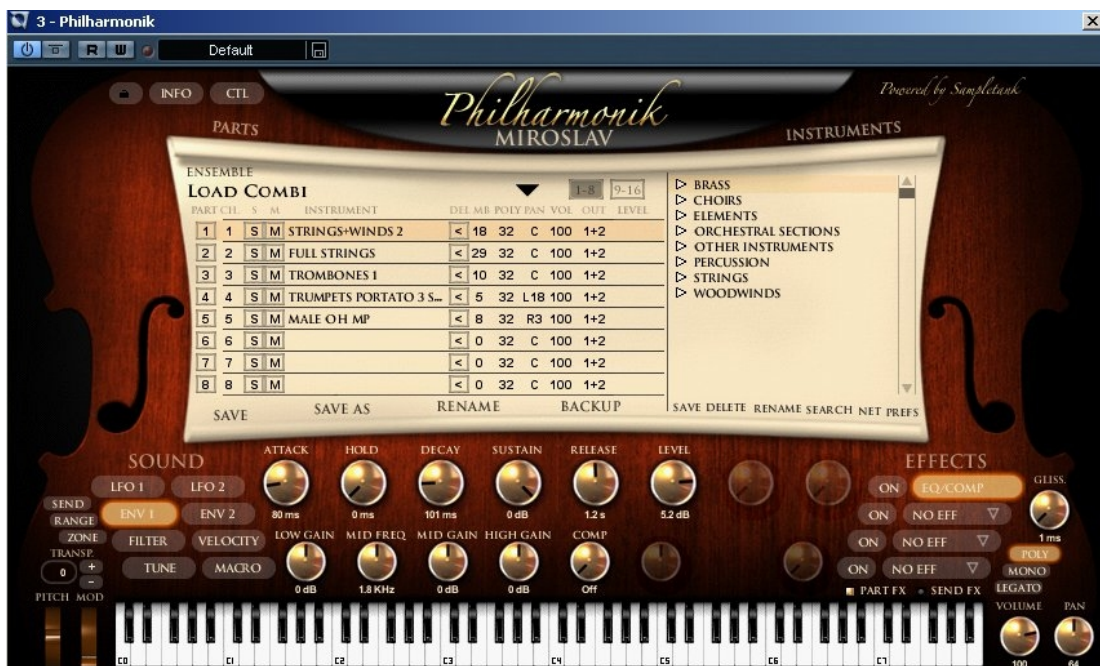 3 - Philharmonik
R W Default
INFO CTL
Philharmonik
MIROSLAV
Powered by Sampletank
PARTS
INSTRUMENTS
ENSEMBLE
LOAD COMBI 1-8 9-16
PART CH. S M INSTRUMENT DEL MB POLY PAN VOL OUT LEVEL
1 1 S M STRINGS+WINDS 2 < 18 32 C 100 1+2
2 2 S M FULL STRINGS < 29 32 C 100 1+2
3 3 S M TROMBONES 1 < 10 32 C 100 1+2
4 4 S M TRUMPETS PORTATO 3 S... < 5 32 L18 100 1+2
5 5 S M MALE OH MP < 8 32 R3 100 1+2
6 6 S M < 0 32 C 100 1+2
7 7 S M < 0 32 C 100 1+2
8 8 S M < 0 32 C 100 1+2
SAVE SAVE AS RENAME BACKUP
BRASS
CHOIRS
ELEMENTS
ORCHESTRAL SECTIONS
OTHER INSTRUMENTS
PERCUSSION
STRINGS
WOODWINDS
SAVE DELETE RENAME SEARCH NET PREFS
SOUND
LFO 1 LFO 2
SEND
RANGE
ZONE
ENV 1 ENV 2
FILTER VELOCITY
TUNE MACRO
TRANSP.
0 + -
PITCH MOD
ATTACK HOLD DECAY SUSTAIN RELEASE LEVEL
80 ms 0 ms 101 ms 0 dB 1.2 s 5.2 dB
LOW GAIN MID FREQ MID GAIN HIGH GAIN COMP
0 dB 1.8 KHz 0 dB 0 dB Off
EFFECTS
ON EQ/COMP
ON NO EFF
ON NO EFF
ON NO EFF
PART FX SEND FX
GLISS.
1 ms
POLY
MONO
LEGATO
VOLUME PAN
100 64
C0 C1 C2 C3 C4 C5 C6 C7